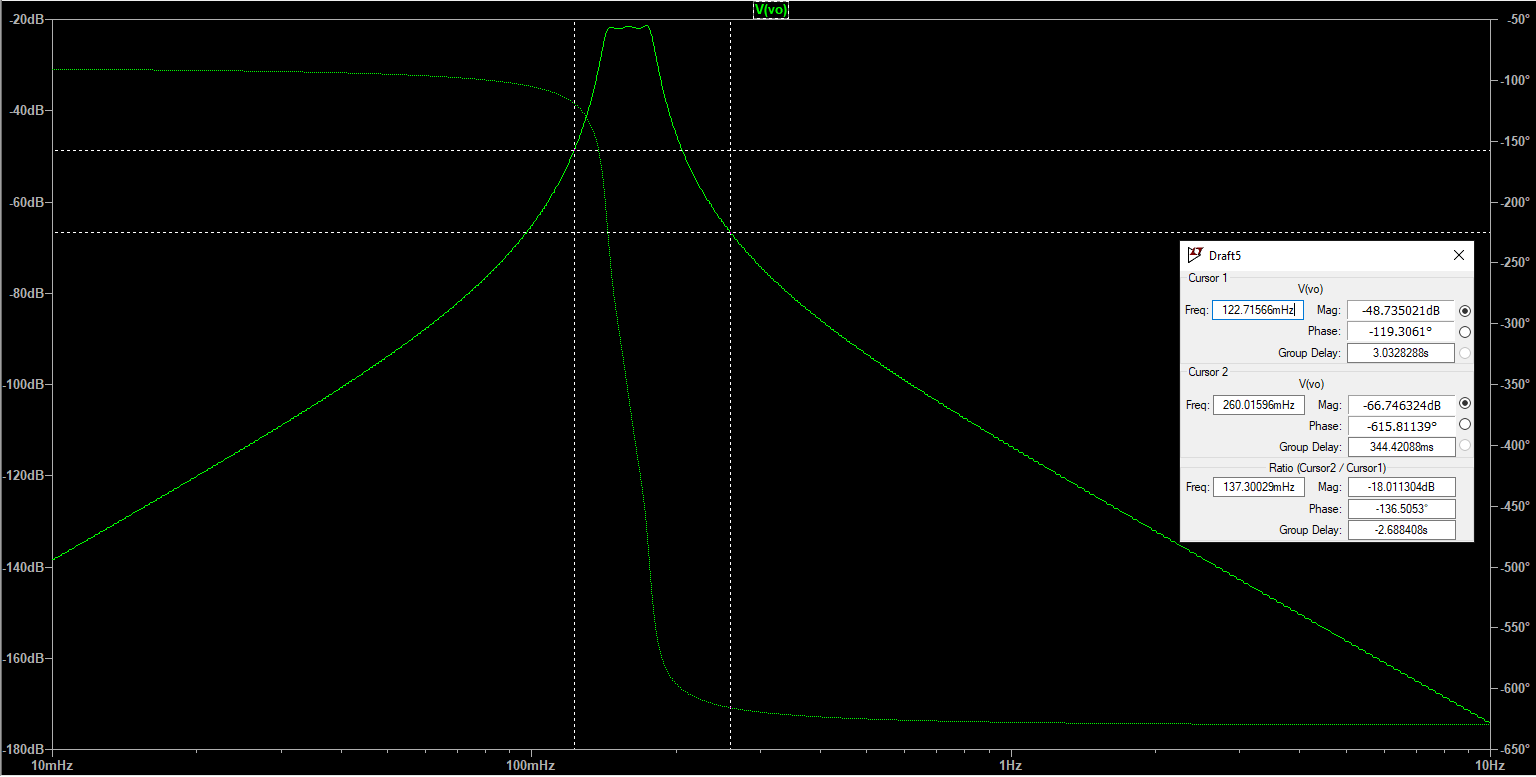 V(vo)
-20dB
-40dB
-60dB
-80dB
-100dB
-120dB
-140dB
-160dB
-180dB
-50°
-100°
-150°
-200°
-250°
-300°
-350°
-400°
-450°
-500°
-550°
-600°
-650°
10mHz 100mHz 1Hz 10Hz
Draft5
Cursor 1
V(vo)
Freq: 122.71566mHz Mag: -48.735021dB
Phase: -119.3061°
Group Delay: 3.0328288s
Cursor 2
V(vo)
Freq: 260.01596mHz Mag: -66.746324dB
Phase: -615.81139°
Group Delay: 344.42088ms
Ratio (Cursor2 / Cursor1)
Freq: 137.30029mHz Mag: -18.011304dB
Phase: -136.5053°
Group Delay: -2.688408s